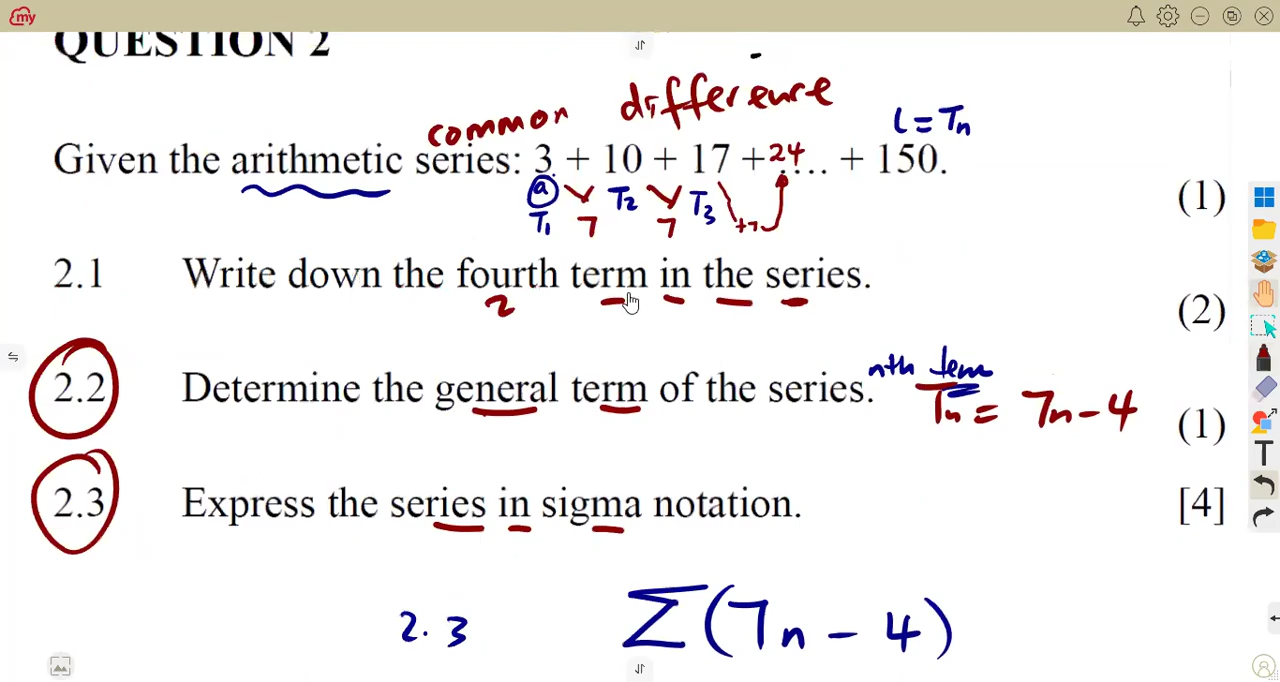 my
QUESTION 2
common difference
l = Tn
Given the arithmetic series: 3 + 10 + 17 + 24 .... + 150.
a 7 T2 7 T3 +7
T1
(1)
2.1 Write down the fourth term in the series.
2
(2)
nth term
2.2 Determine the general term of the series. Tn = 7n - 4
(1)
2.3 Express the series in sigma notation. [4]
2.3 Σ(7n - 4)
T